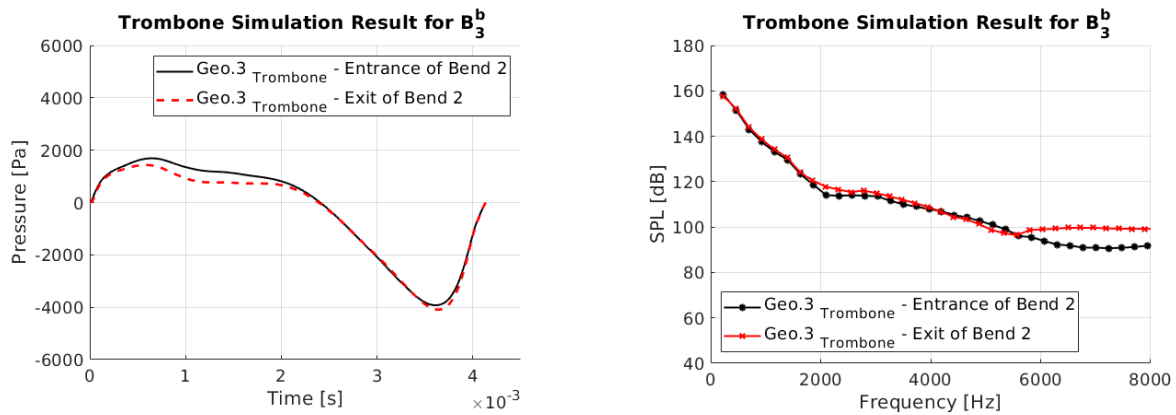 Trombone Simulation Result for B♭3
6000
4000
2000
0
-2000
-4000
-6000
Pressure [Pa]
Geo.3 Trombone - Entrance of Bend 2
Geo.3 Trombone - Exit of Bend 2
0 1 2 3 4
Time [s]
×10^-3
Trombone Simulation Result for B♭3
180
160
140
120
100
80
60
40
SPL [dB]
Geo.3 Trombone - Entrance of Bend 2
Geo.3 Trombone - Exit of Bend 2
0 2000 4000 6000 8000
Frequency [Hz]